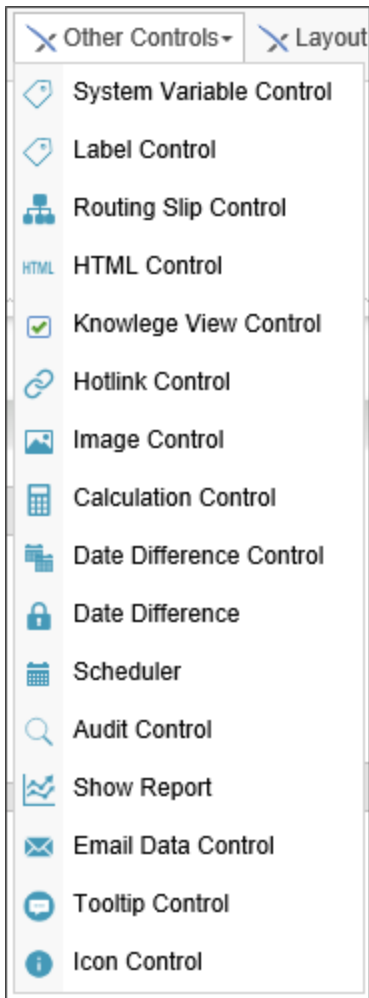 Other Controls Layout
System Variable Control
Label Control
Routing Slip Control
HTML HTML Control
Knowlege View Control
Hotlink Control
Image Control
Calculation Control
Date Difference Control
Date Difference
Scheduler
Audit Control
Show Report
Email Data Control
Tooltip Control
Icon Control